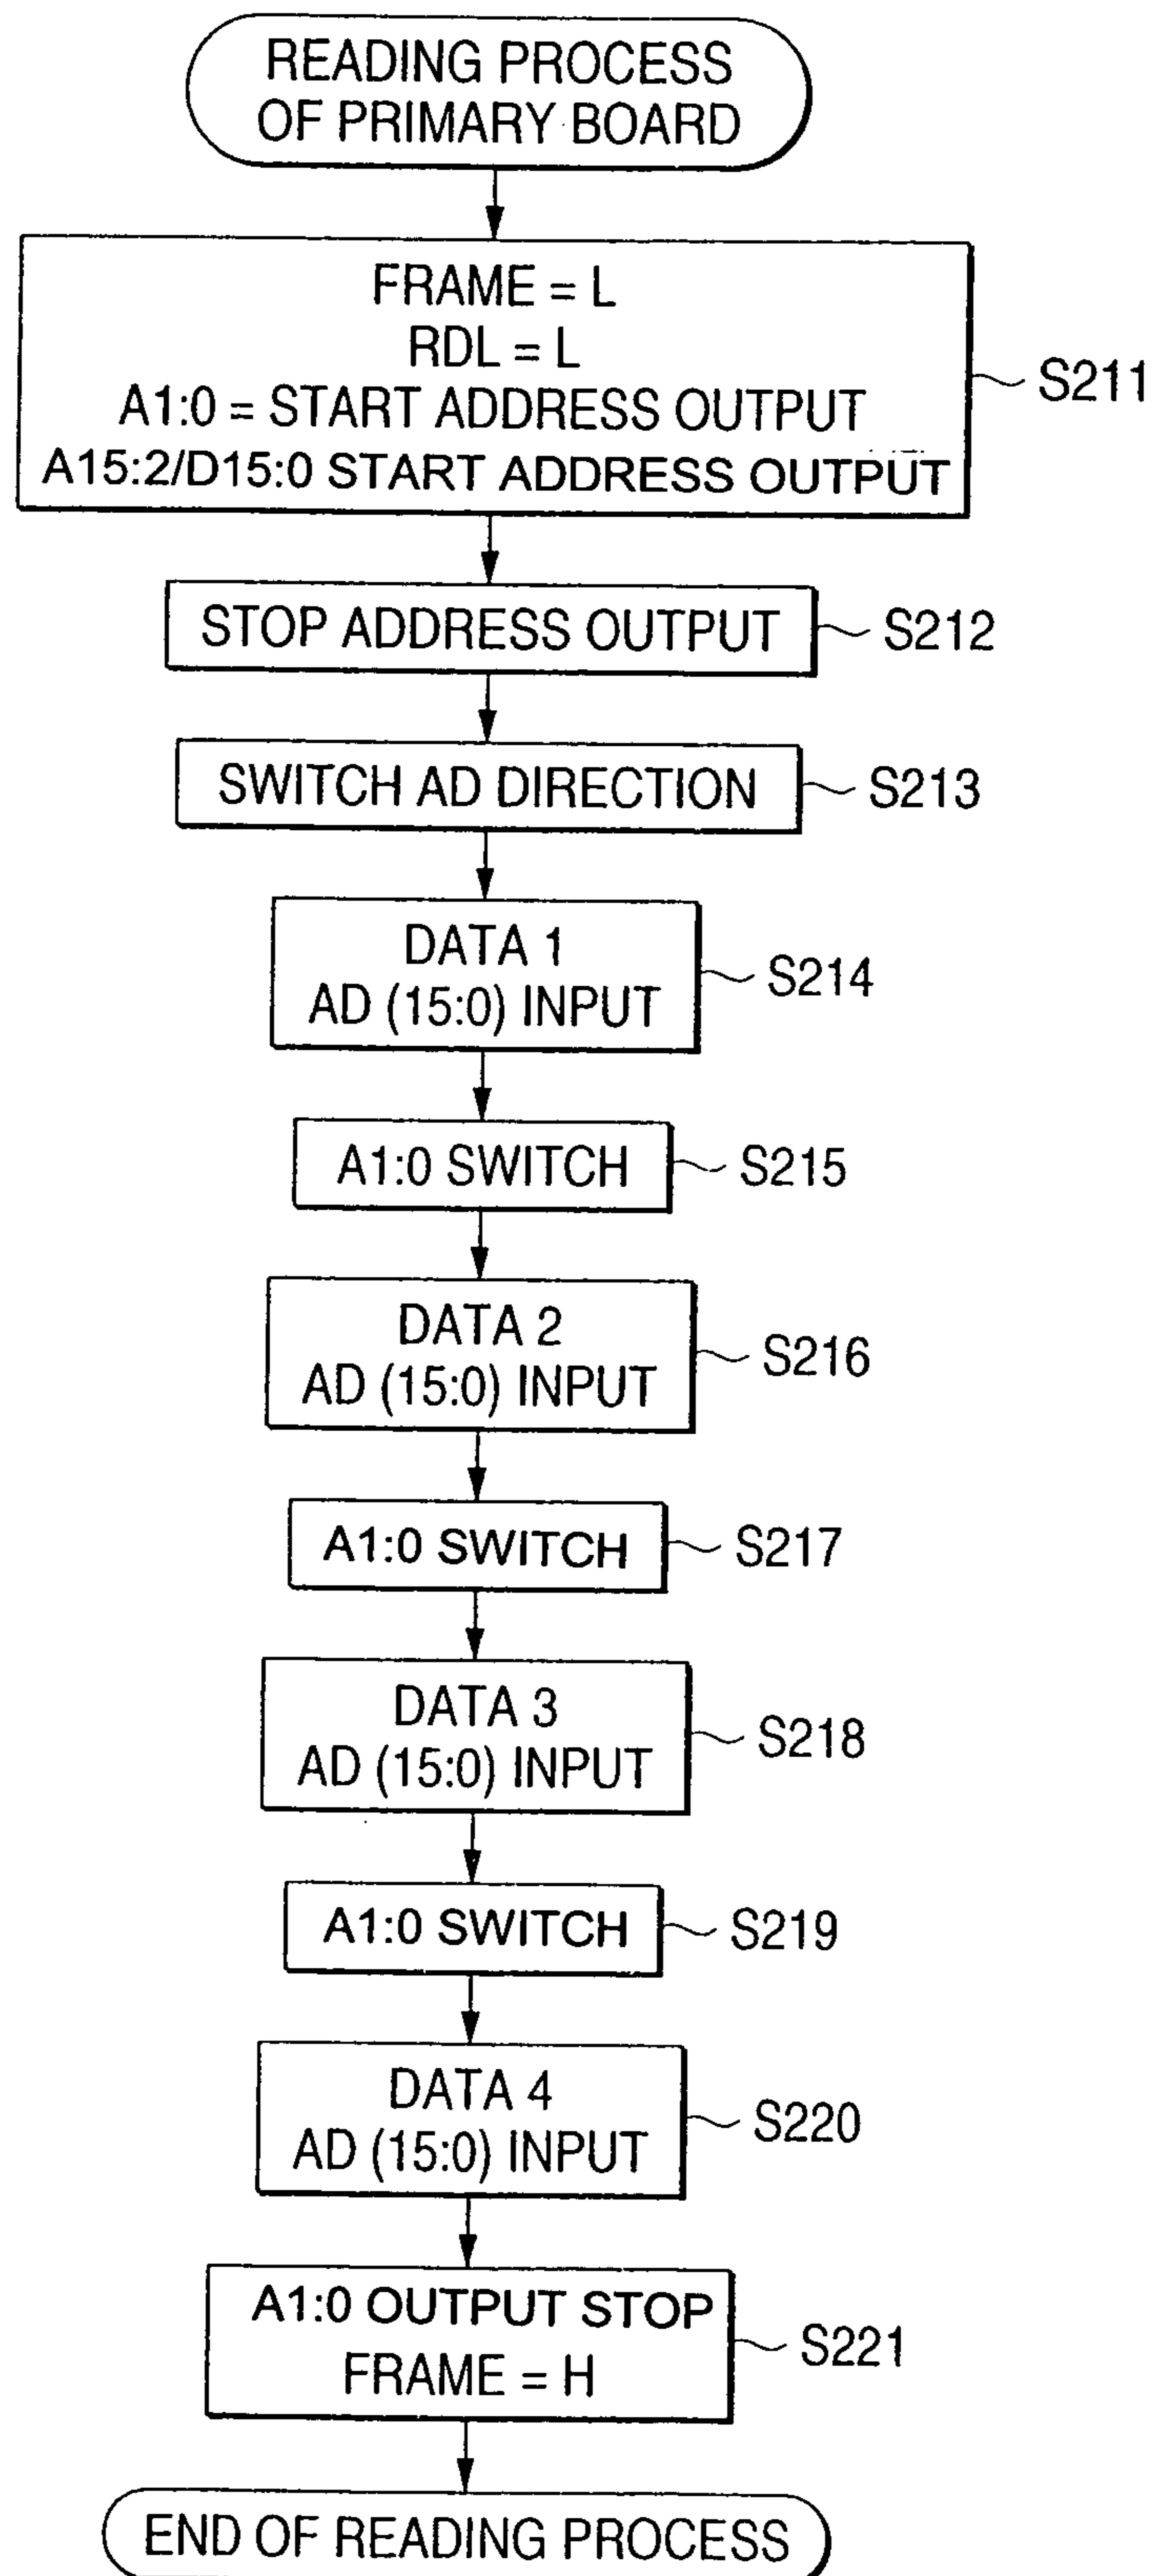 READING PROCESS
OF PRIMARY BOARD
FRAME = L
RDL = L
A1:0 = START ADDRESS OUTPUT
A15:2/D15:0 START ADDRESS OUTPUT
S211
STOP ADDRESS OUTPUT
S212
SWITCH AD DIRECTION
S213
DATA 1
AD (15:0) INPUT
S214
A1:0 SWITCH
S215
DATA 2
AD (15:0) INPUT
S216
A1:0 SWITCH
S217
DATA 3
AD (15:0) INPUT
S218
A1:0 SWITCH
S219
DATA 4
AD (15:0) INPUT
S220
A1:0 OUTPUT STOP
FRAME = H
S221
END OF READING PROCESS